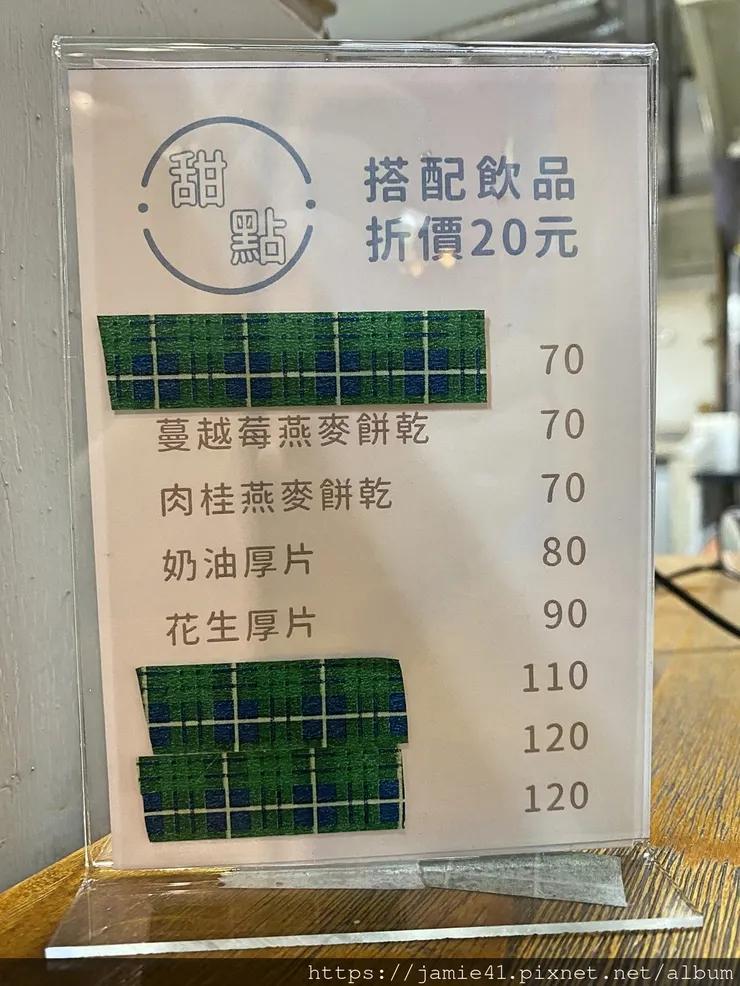 甜
點
搭配飲品
折價20元
70
蔓越莓燕麥餅乾 70
肉桂燕麥餅乾 70
奶油厚片 80
花生厚片 90
110
120
120
https://jamie41.pixnet.net/album